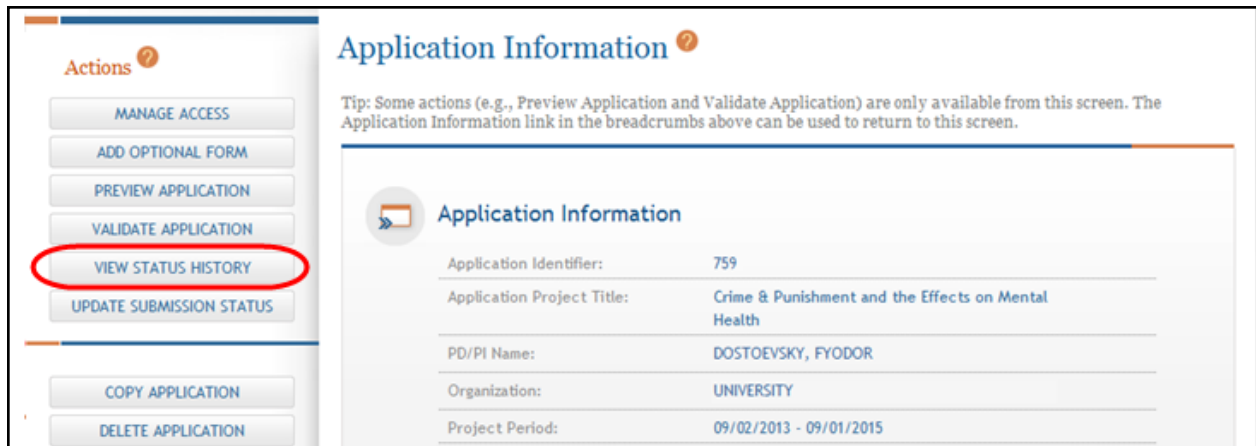 Actions ?
MANAGE ACCESS
ADD OPTIONAL FORM
PREVIEW APPLICATION
VALIDATE APPLICATION
VIEW STATUS HISTORY
UPDATE SUBMISSION STATUS
COPY APPLICATION
DELETE APPLICATION
Application Information ?
Tip: Some actions (e.g., Preview Application and Validate Application) are only available from this screen. The
Application Information link in the breadcrumbs above can be used to return to this screen.
Application Information
Application Identifier: 759
Application Project Title: Crime & Punishment and the Effects on Mental
Health
PD/PI Name: DOSTOEVSKY, FYODOR
Organization: UNIVERSITY
Project Period: 09/02/2013 - 09/01/2015